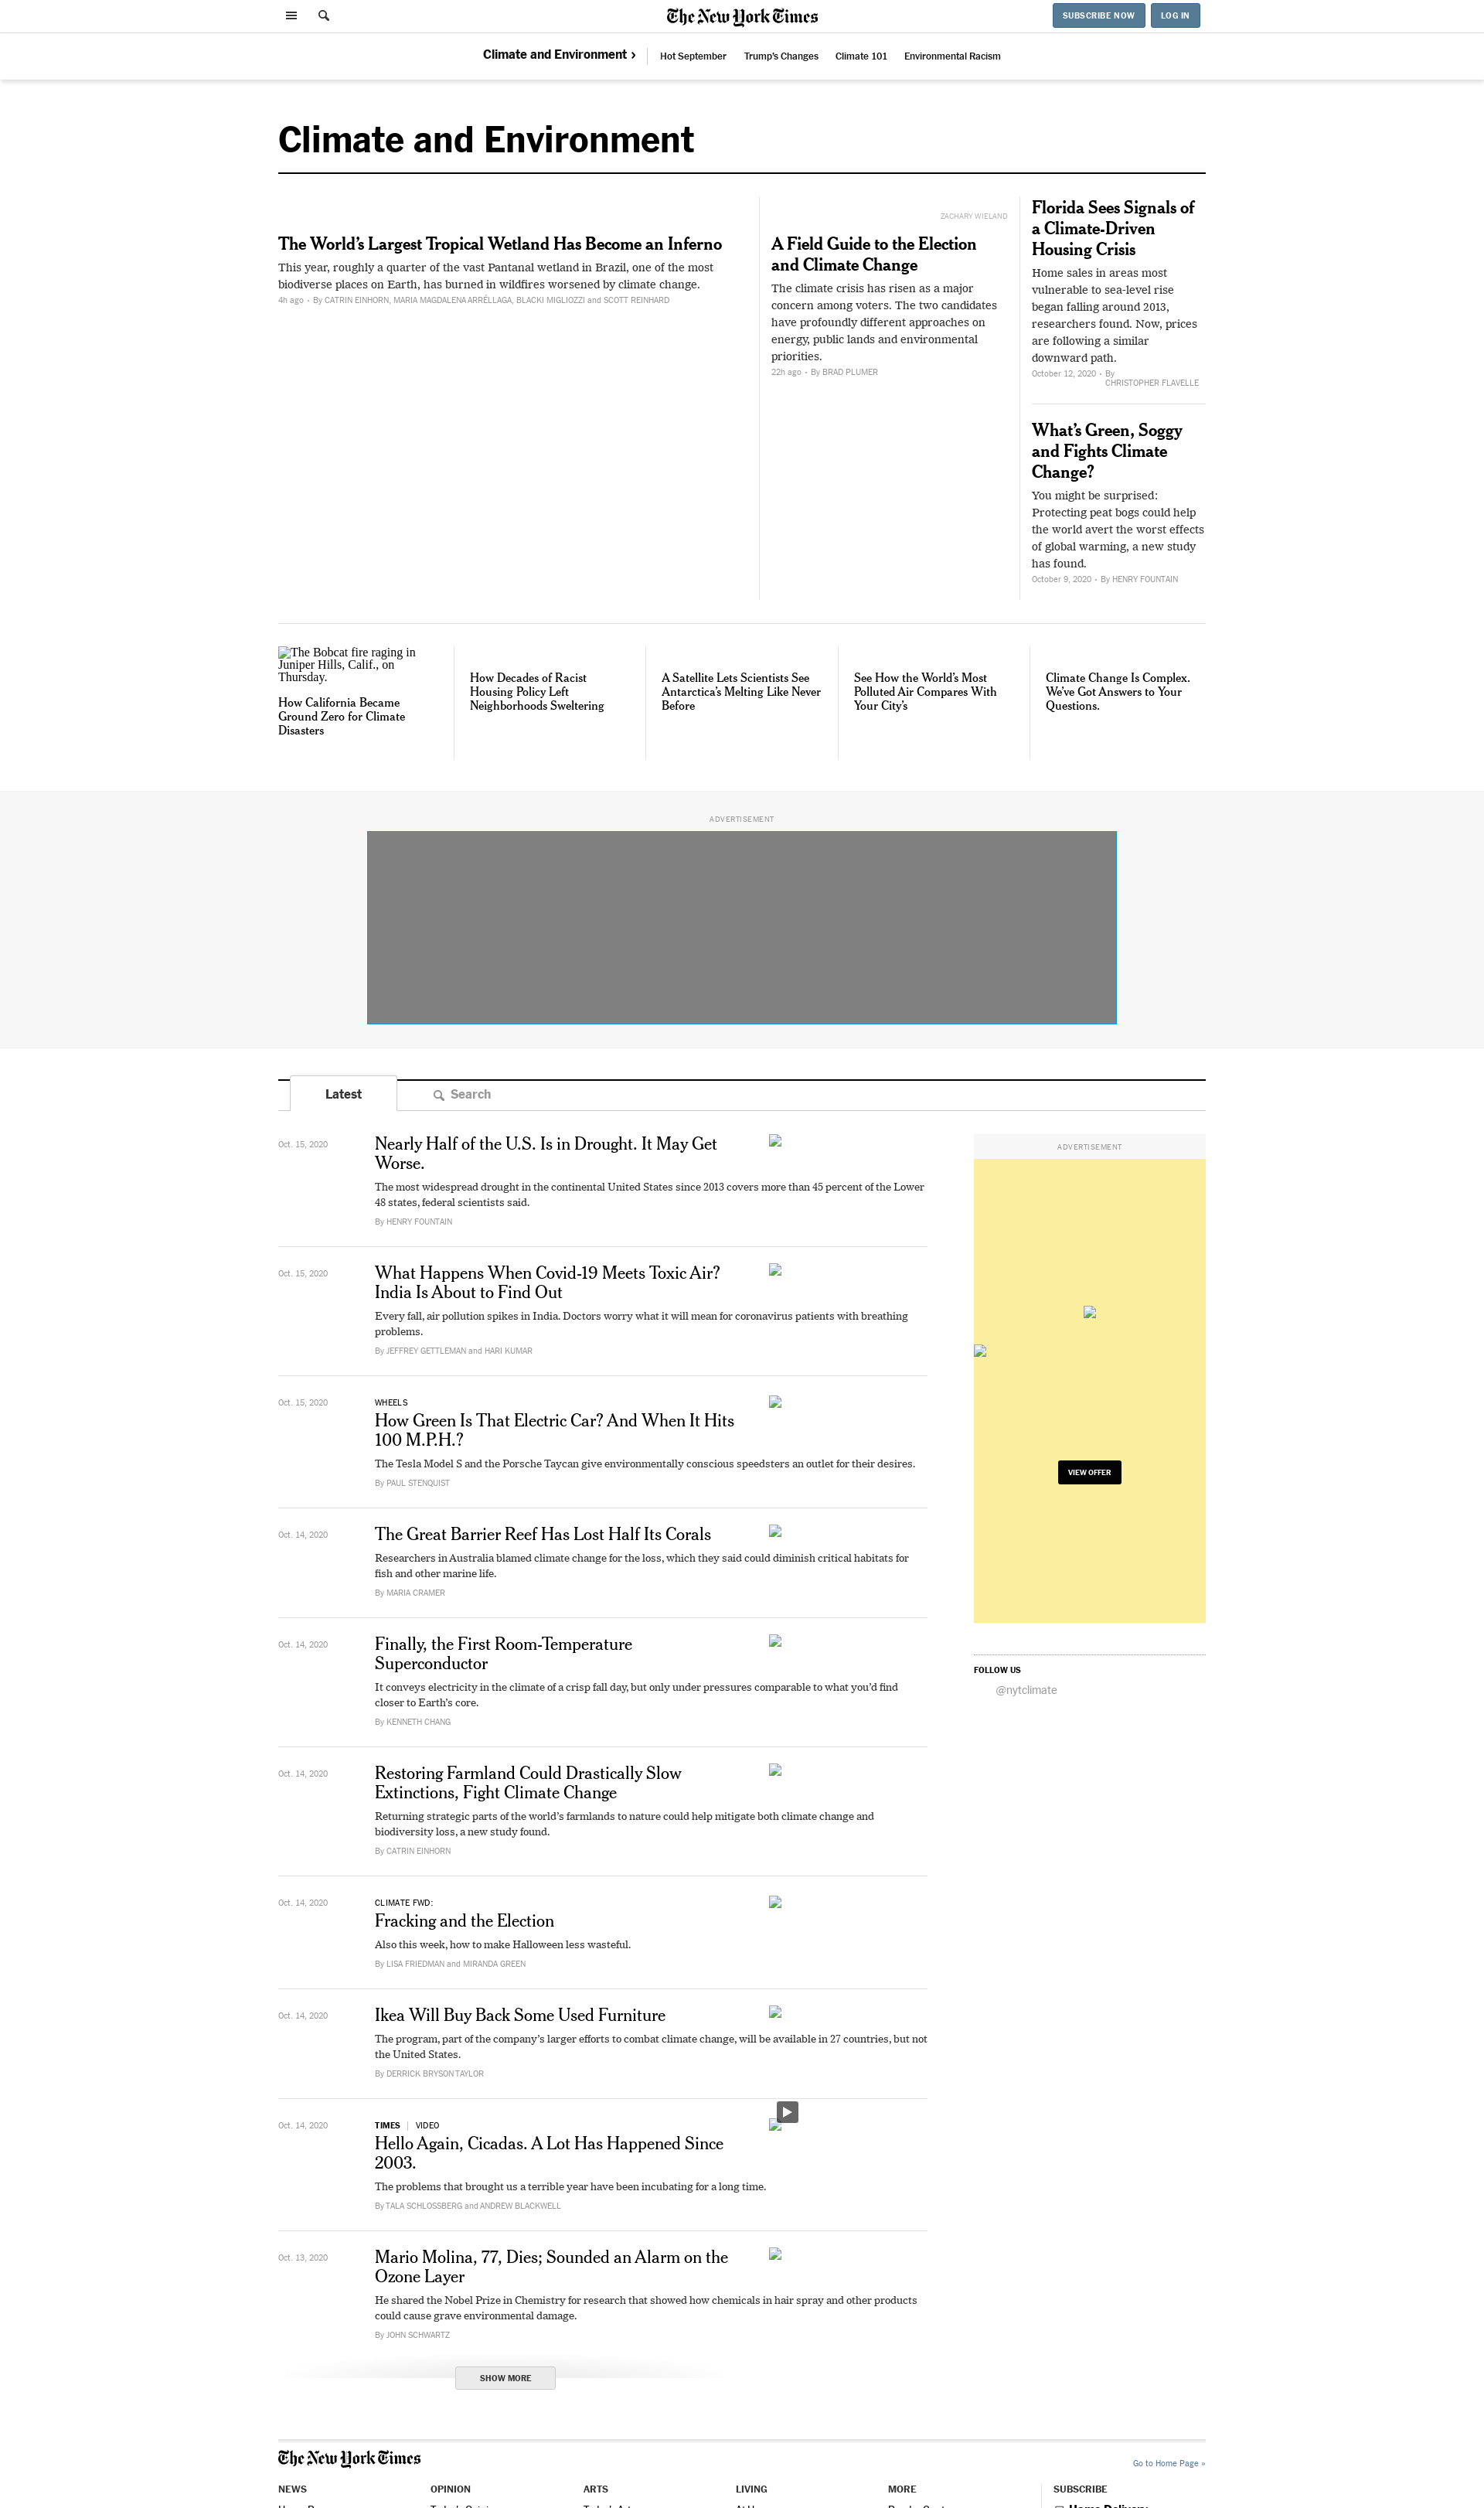 The New York Times
SUBSCRIBE NOW
LOG IN
Climate and Environment ›
Hot September
Trump's Changes
Climate 101
Environmental Racism
Climate and Environment
The World's Largest Tropical Wetland Has Become an Inferno
This year, roughly a quarter of the vast Pantanal wetland in Brazil, one of the most
biodiverse places on Earth, has burned in wildfires worsened by climate change.
4h ago • By CATRIN EINHORN, MARIA MAGDALENA ARRÉLLAGA, BLACKI MIGLIOZZI and SCOTT REINHARD
ZACHARY WIELAND
A Field Guide to the Election
and Climate Change
The climate crisis has risen as a major
concern among voters. The two candidates
have profoundly different approaches on
energy, public lands and environmental
priorities.
22h ago • By BRAD PLUMER
Florida Sees Signals of
a Climate-Driven
Housing Crisis
Home sales in areas most
vulnerable to sea-level rise
began falling around 2013,
researchers found. Now, prices
are following a similar
downward path.
October 12, 2020 • By
CHRISTOPHER FLAVELLE
What's Green, Soggy
and Fights Climate
Change?
You might be surprised:
Protecting peat bogs could help
the world avert the worst effects
of global warming, a new study
has found.
October 9, 2020 • By HENRY FOUNTAIN
The Bobcat fire raging in
Juniper Hills, Calif., on
Thursday.
How California Became
Ground Zero for Climate
Disasters
How Decades of Racist
Housing Policy Left
Neighborhoods Sweltering
A Satellite Lets Scientists See
Antarctica's Melting Like Never
Before
See How the World's Most
Polluted Air Compares With
Your City's
Climate Change Is Complex.
We've Got Answers to Your
Questions.
ADVERTISEMENT
Latest
Search
Oct. 15, 2020
Nearly Half of the U.S. Is in Drought. It May Get
Worse.
The most widespread drought in the continental United States since 2013 covers more than 45 percent of the Lower
48 states, federal scientists said.
By HENRY FOUNTAIN
Oct. 15, 2020
What Happens When Covid-19 Meets Toxic Air?
India Is About to Find Out
Every fall, air pollution spikes in India. Doctors worry what it will mean for coronavirus patients with breathing
problems.
By JEFFREY GETTLEMAN and HARI KUMAR
Oct. 15, 2020
WHEELS
How Green Is That Electric Car? And When It Hits
100 M.P.H.?
The Tesla Model S and the Porsche Taycan give environmentally conscious speedsters an outlet for their desires.
By PAUL STENQUIST
Oct. 14, 2020
The Great Barrier Reef Has Lost Half Its Corals
Researchers in Australia blamed climate change for the loss, which they said could diminish critical habitats for
fish and other marine life.
By MARIA CRAMER
Oct. 14, 2020
Finally, the First Room-Temperature
Superconductor
It conveys electricity in the climate of a crisp fall day, but only under pressures comparable to what you'd find
closer to Earth's core.
By KENNETH CHANG
Oct. 14, 2020
Restoring Farmland Could Drastically Slow
Extinctions, Fight Climate Change
Returning strategic parts of the world's farmlands to nature could help mitigate both climate change and
biodiversity loss, a new study found.
By CATRIN EINHORN
Oct. 14, 2020
CLIMATE FWD:
Fracking and the Election
Also this week, how to make Halloween less wasteful.
By LISA FRIEDMAN and MIRANDA GREEN
Oct. 14, 2020
Ikea Will Buy Back Some Used Furniture
The program, part of the company's larger efforts to combat climate change, will be available in 27 countries, but not
the United States.
By DERRICK BRYSON TAYLOR
Oct. 14, 2020
TIMES | VIDEO
Hello Again, Cicadas. A Lot Has Happened Since
2003.
The problems that brought us a terrible year have been incubating for a long time.
By TALA SCHLOSSBERG and ANDREW BLACKWELL
Oct. 13, 2020
Mario Molina, 77, Dies; Sounded an Alarm on the
Ozone Layer
He shared the Nobel Prize in Chemistry for research that showed how chemicals in hair spray and other products
could cause grave environmental damage.
By JOHN SCHWARTZ
SHOW MORE
ADVERTISEMENT
VIEW OFFER
FOLLOW US
@nytclimate
The New York Times
Go to Home Page »
NEWS
OPINION
ARTS
LIVING
MORE
SUBSCRIBE